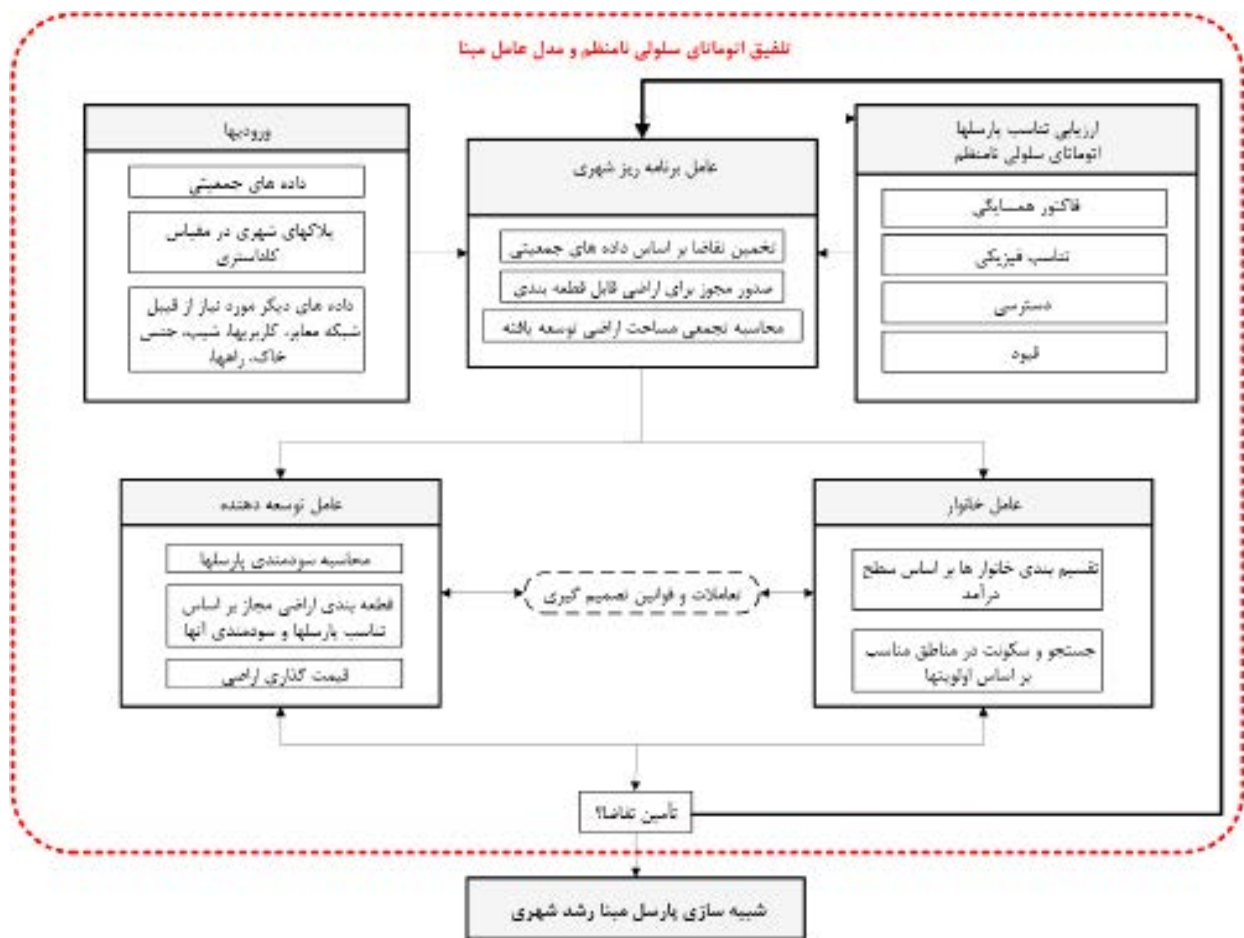 تلفیق اتوماتای سلولی نامنظم و مدل عامل مبنا
ارزیابی تناسب پارسلها
اتوماتای سلولی نامنظم
فاکتور همسایگی
تناسب فیزیکی
دسترسی
قیود
عامل برنامه ریز شهری
تخمین تقاضا بر اساس داده های جمعیتی
صدور مجوز برای اراضی قابل قطعه بندی
محاسبه تجمعی مساحت اراضی توسعه یافته
ورودیها
داده های جمعیتی
پلاکهای شهری در مقیاس
کاداستری
داده های دیگر مورد نیاز از قبیل
شبکه معابر، کاربریها، شیب، جنس
خاک، راهها،
عامل خانوار
تقسیم بندی خانوار ها بر اساس سطح
درآمد
جستجو و سکونت در مناطق مناسب
بر اساس اولویتها
تعاملات و قوانین تصمیم گیری
عامل توسعه دهنده
محاسبه سودمندی پارسلها
قطعه بندی اراضی مجاز بر اساس
تناسب پارسلها و سودمندی آنها
قیمت گذاری اراضی
تأمین تقاضا؟
شبیه سازی پارسل مبنا رشد شهری